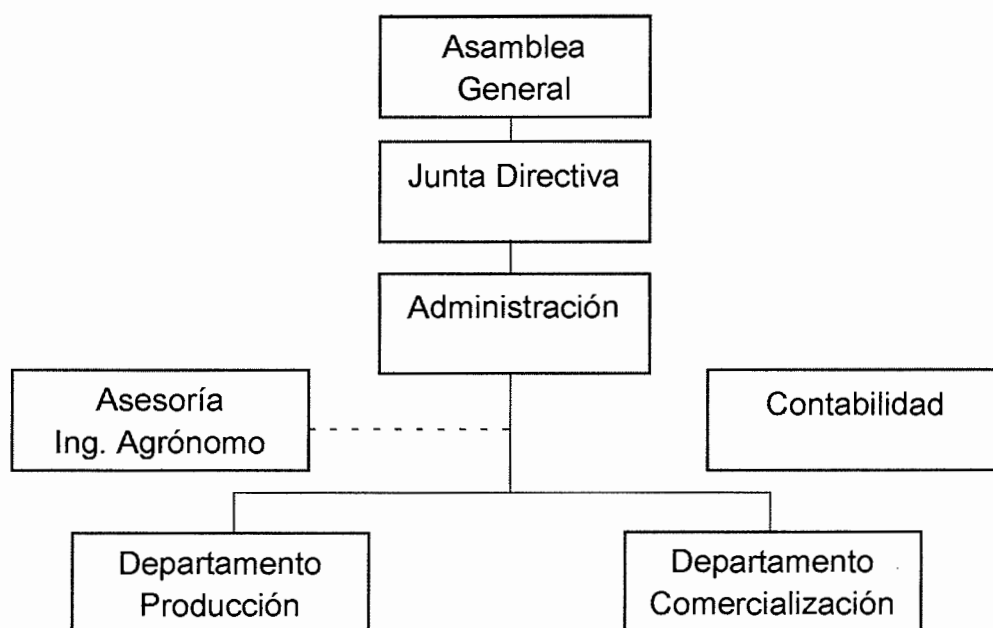 Asamblea
General
Junta Directiva
Administración
Asesoría
Ing. Agrónomo
Contabilidad
Departamento
Producción
Departamento
Comercialización